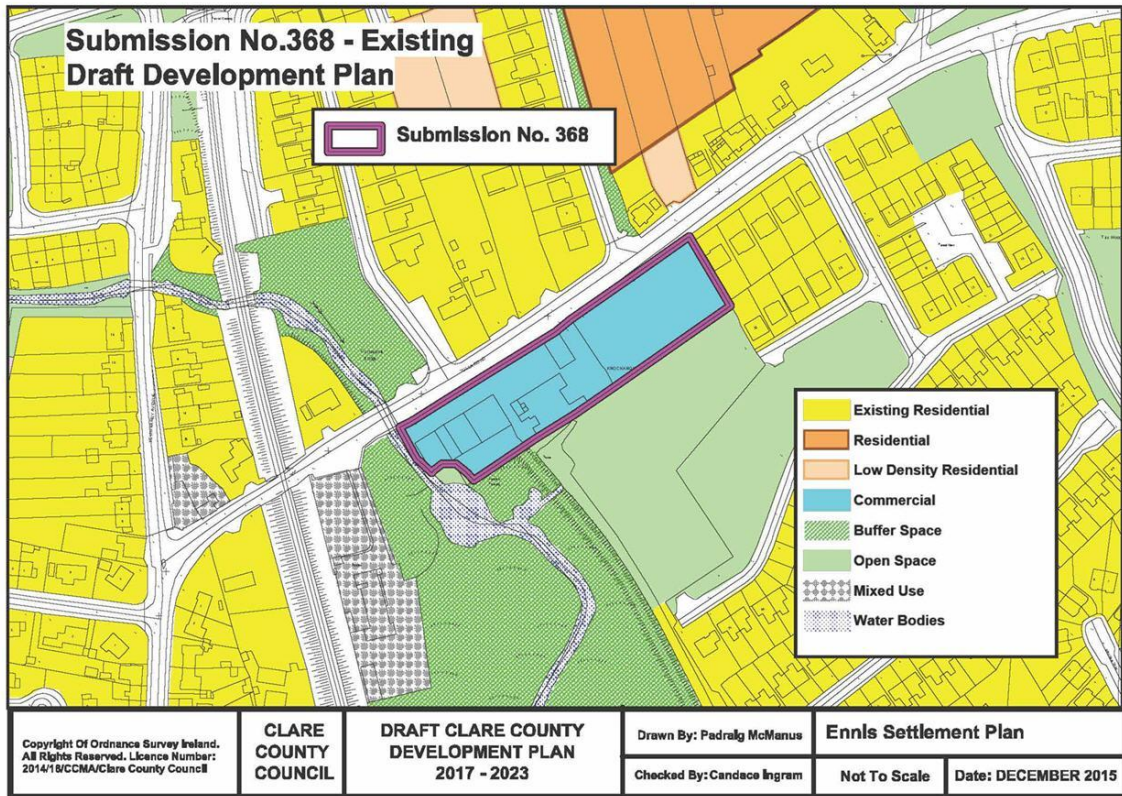 Submission No.368 - Existing
Draft Development Plan
Submission No. 368
Existing Residential
Residential
Low Density Residential
Commercial
Buffer Space
Open Space
Mixed Use
Water Bodies
Copyright Of Ordnance Survey Ireland.
All Rights Reserved. Licence Number:
2014/18/CCMA/Clare County Council
CLARE
COUNTY
COUNCIL
DRAFT CLARE COUNTY
DEVELOPMENT PLAN
2017 - 2023
Drawn By: Padraig McManus
Checked By: Candace Ingram
Ennis Settlement Plan
Not To Scale
Date: DECEMBER 2015